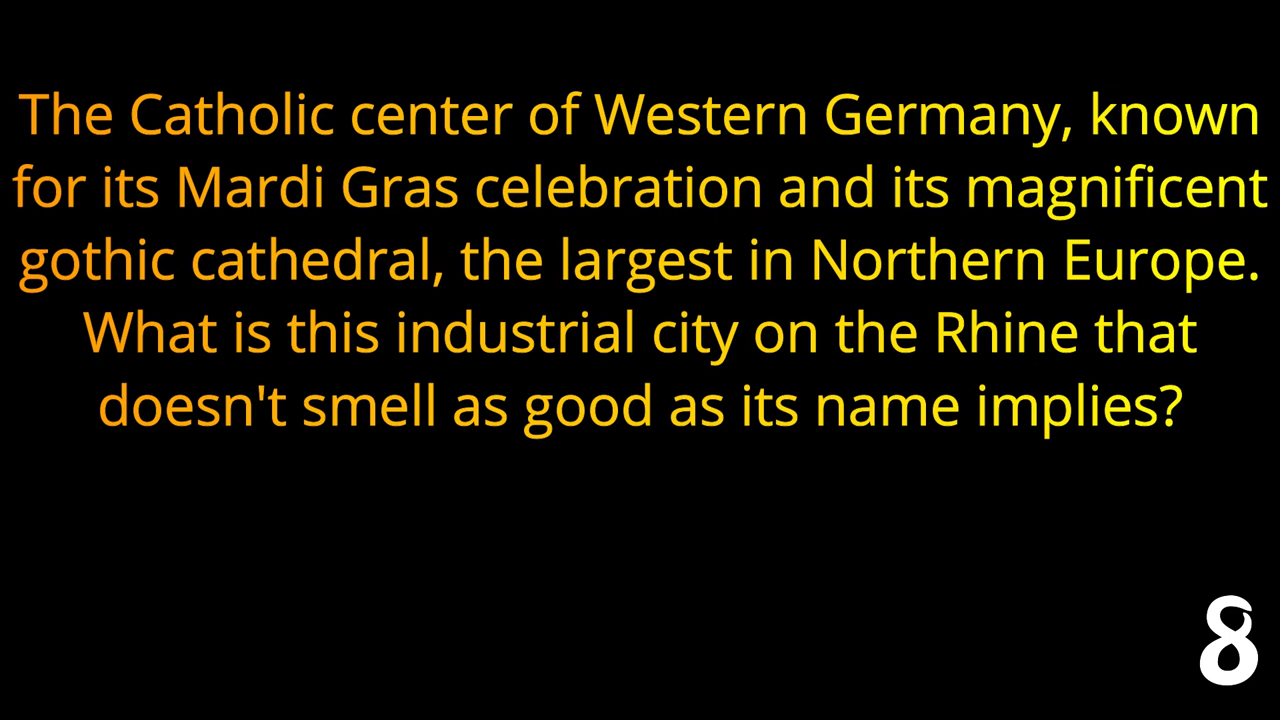 The Catholic center of Western Germany, known
for its Mardi Gras celebration and its magnificent
gothic cathedral, the largest in Northern Europe.
What is this industrial city on the Rhine that
doesn't smell as good as its name implies?
8